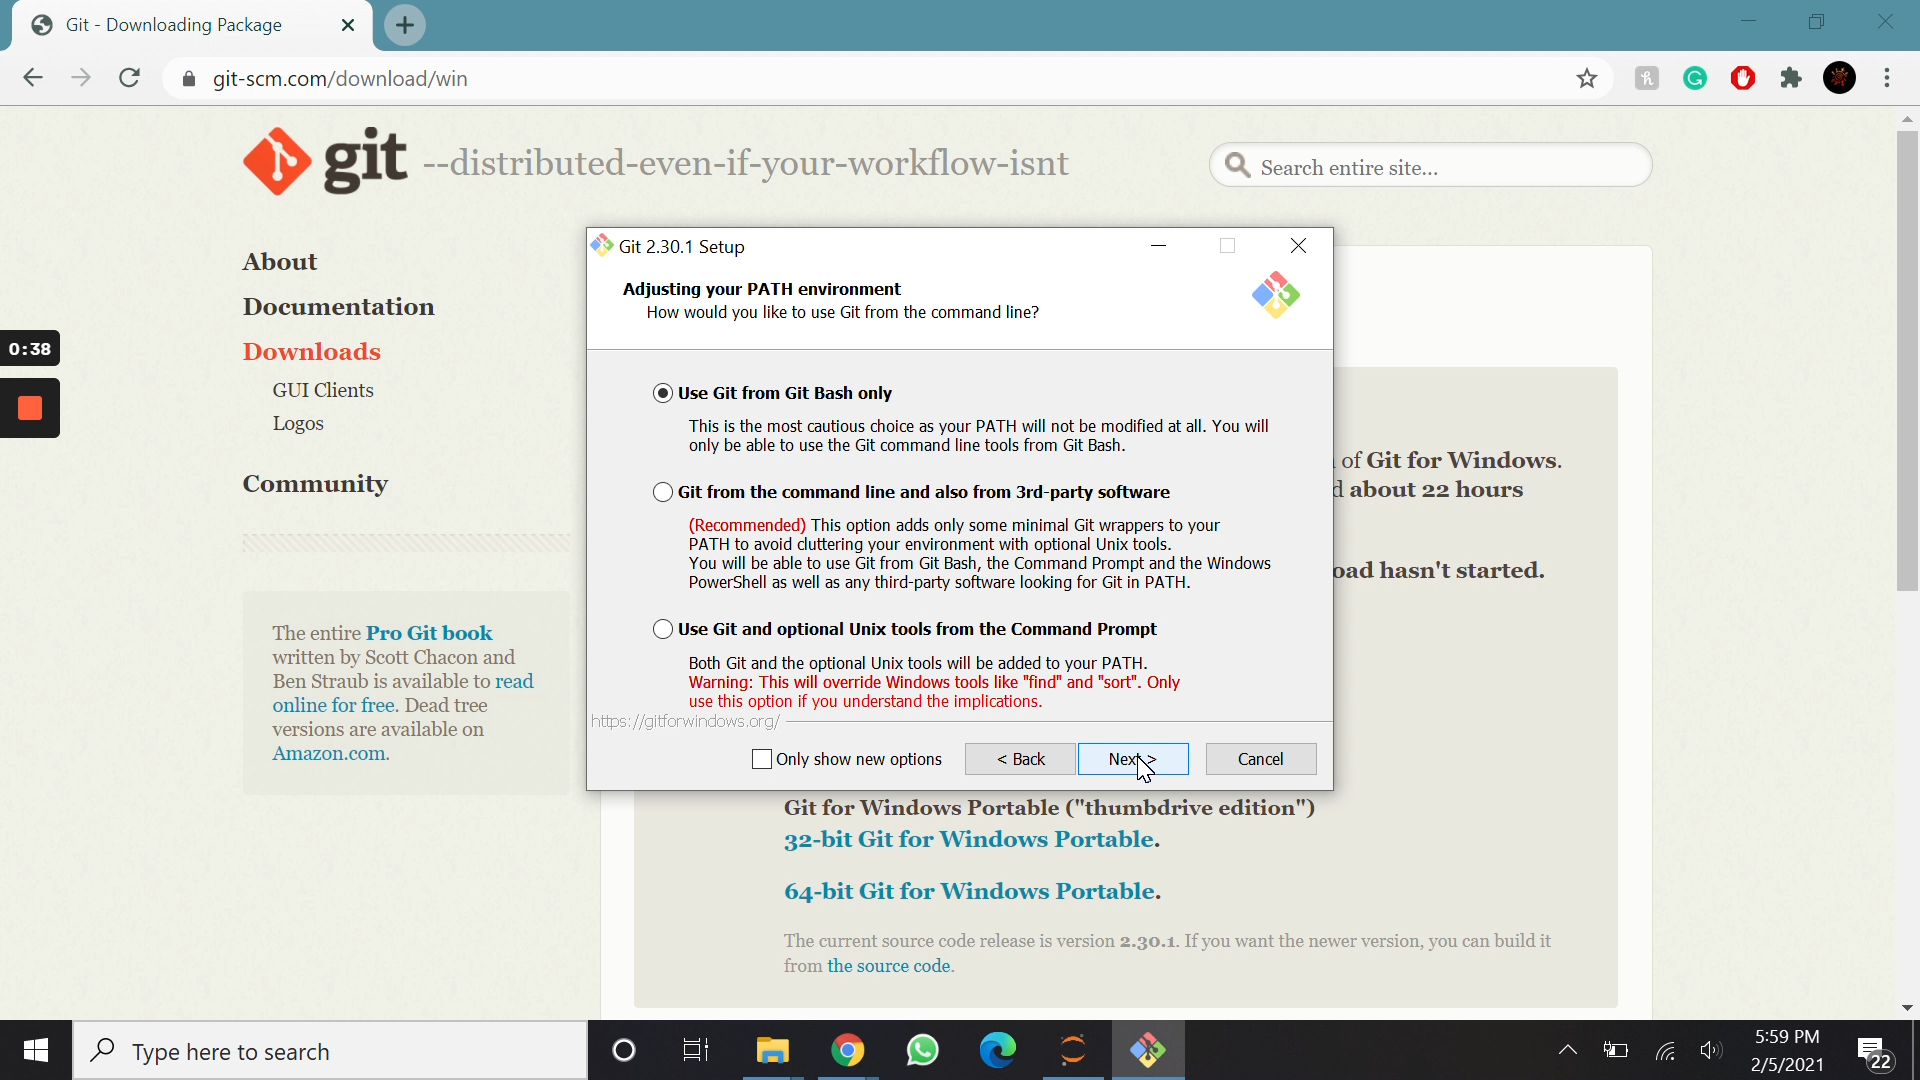 Git - Downloading Package
git-scm.com/download/win
git --distributed-even-if-your-workflow-isnt
Search entire site...
About
Documentation
0:38
Downloads
GUI Clients
Logos
Community
The entire Pro Git book
written by Scott Chacon and
Ben Straub is available to read
online for free. Dead tree
versions are available on
Amazon.com.
Git 2.30.1 Setup
Adjusting your PATH environment
How would you like to use Git from the command line?
Use Git from Git Bash only
This is the most cautious choice as your PATH will not be modified at all. You will
only be able to use the Git command line tools from Git Bash.
Git from the command line and also from 3rd-party software
(Recommended) This option adds only some minimal Git wrappers to your
PATH to avoid cluttering your environment with optional Unix tools.
You will be able to use Git from Git Bash, the Command Prompt and the Windows
PowerShell as well as any third-party software looking for Git in PATH.
Use Git and optional Unix tools from the Command Prompt
Both Git and the optional Unix tools will be added to your PATH.
Warning: This will override Windows tools like "find" and "sort". Only
use this option if you understand the implications.
https://gitforwindows.org/
Only show new options
< Back
Next >
Cancel
of Git for Windows.
about 22 hours
oad hasn't started.
Git for Windows Portable ("thumbdrive edition")
32-bit Git for Windows Portable.
64-bit Git for Windows Portable.
The current source code release is version 2.30.1. If you want the newer version, you can build it
from the source code.
Type here to search
5:59 PM
2/5/2021
22